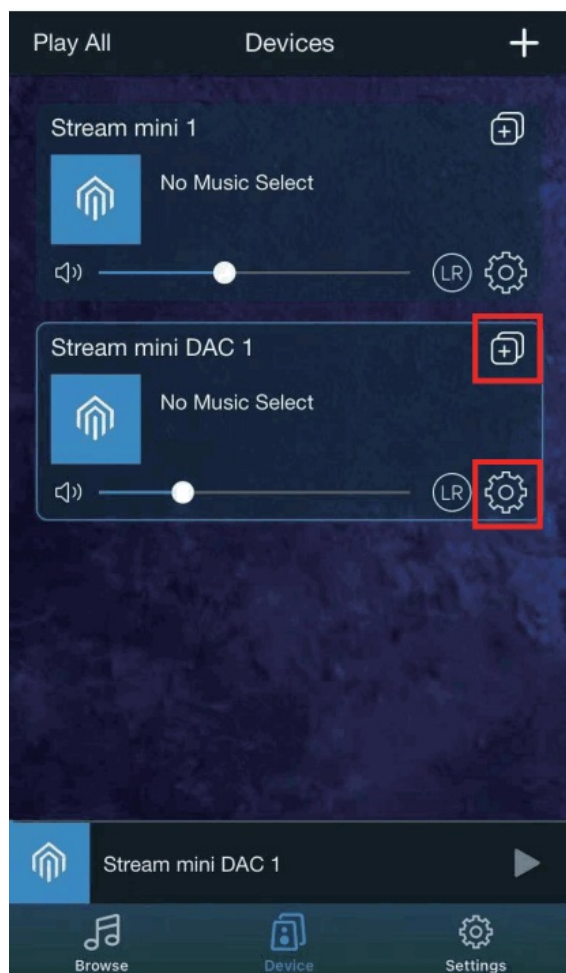 Play All Devices
Stream mini 1
No Music Select
LR
Stream mini DAC 1
No Music Select
LR
Stream mini DAC 1
Browse Device Settings